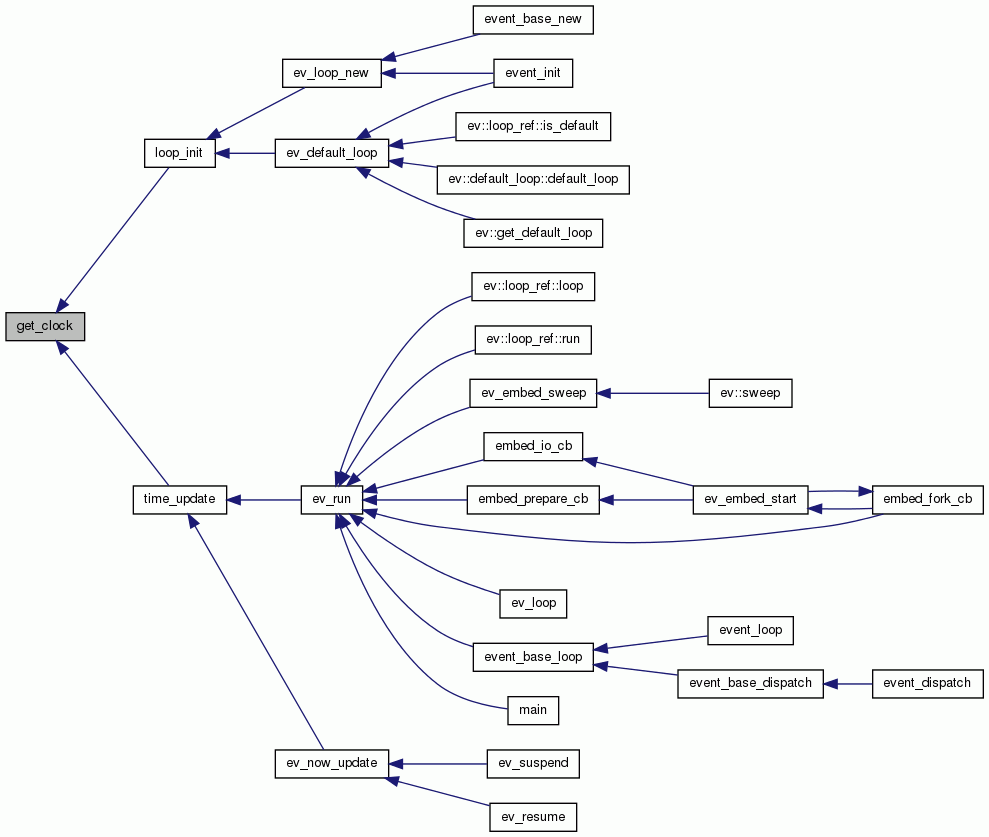 event_base_new
ev_loop_new
event_init
ev::loop_ref::is_default
loop_init
ev_default_loop
ev::default_loop::default_loop
ev::get_default_loop
ev::loop_ref::loop
get_clock
ev::loop_ref::run
ev_embed_sweep
ev::sweep
embed_io_cb
time_update
ev_run
embed_prepare_cb
ev_embed_start
embed_fork_cb
ev_loop
event_loop
event_base_loop
event_base_dispatch
event_dispatch
main
ev_now_update
ev_suspend
ev_resume